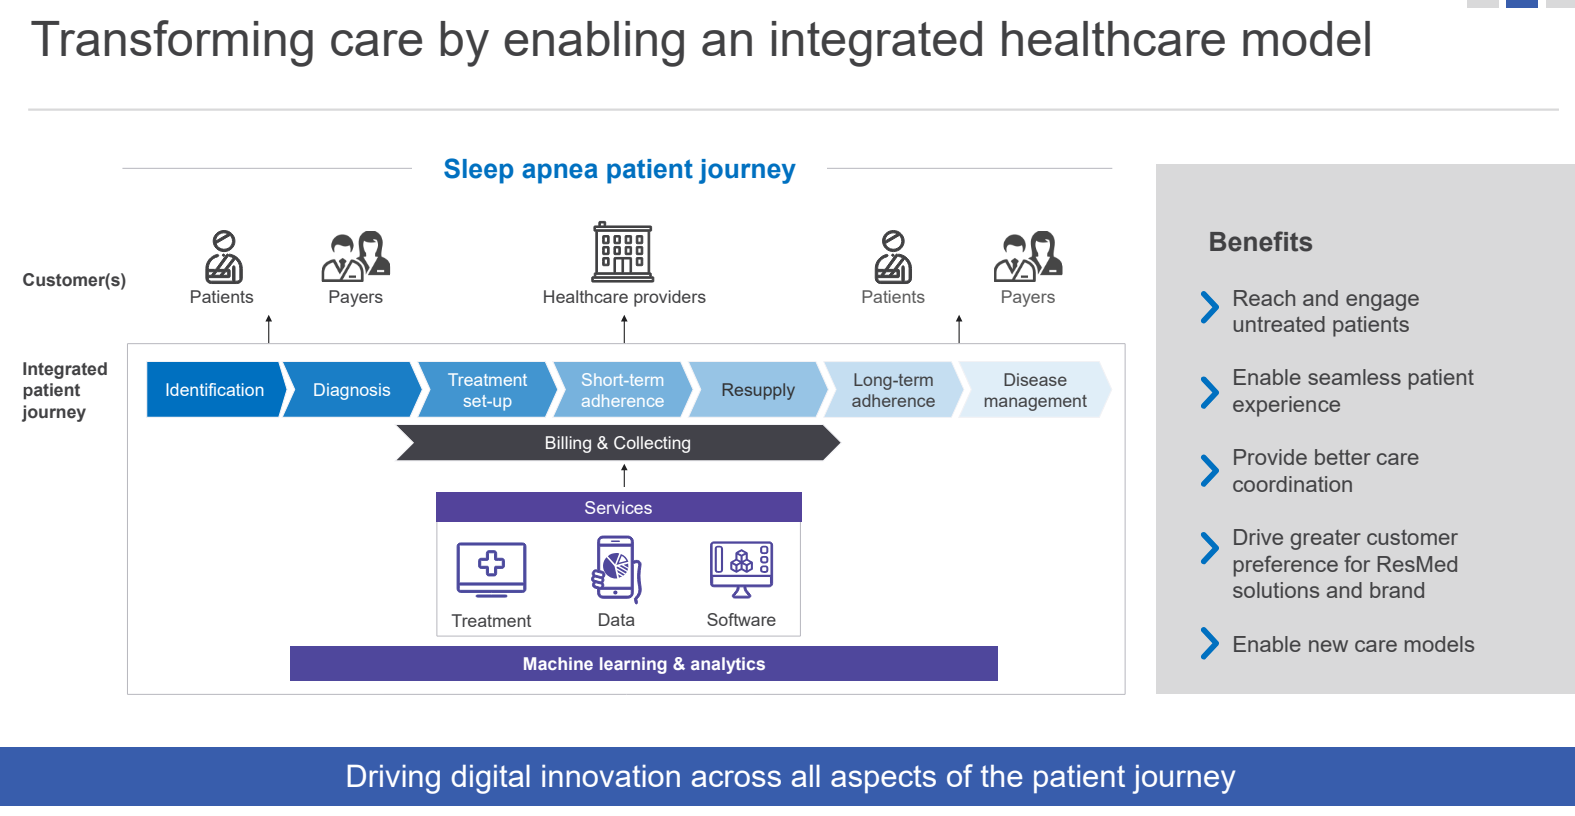 Transforming care by enabling an integrated healthcare model
Sleep apnea patient journey
Customer(s)
Patients
Payers
Healthcare providers
Patients
Payers
Integrated
patient
journey
Identification
Diagnosis
Treatment
set-up
Short-term
adherence
Resupply
Long-term
adherence
Disease
management
Billing & Collecting
Services
Treatment
Data
Software
Machine learning & analytics
Benefits
Reach and engage
untreated patients
Enable seamless patient
experience
Provide better care
coordination
Drive greater customer
preference for ResMed
solutions and brand
Enable new care models
Driving digital innovation across all aspects of the patient journey